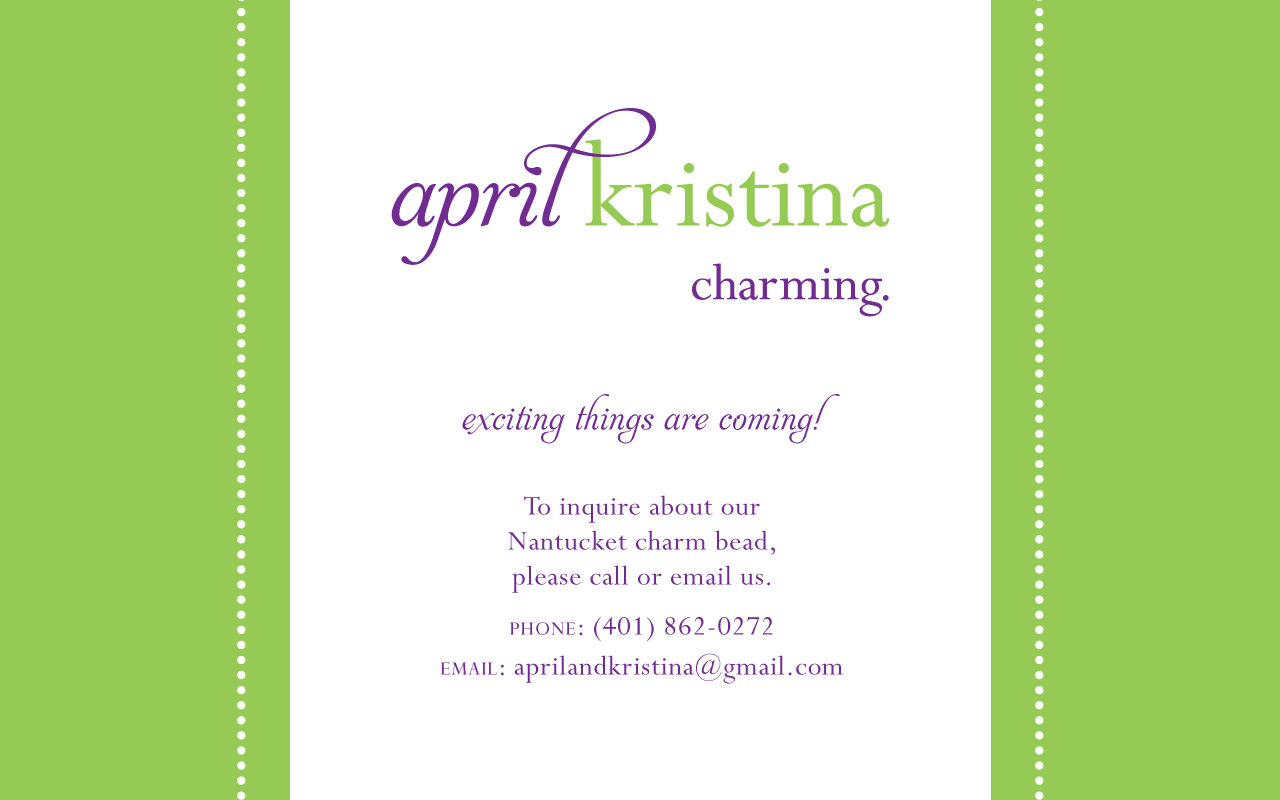 april kristina
charming.
exciting things are coming!
To inquire about our
Nantucket charm bead,
please call or email us.
PHONE: (401) 862-0272
EMAIL: aprilandkristina@gmail.com